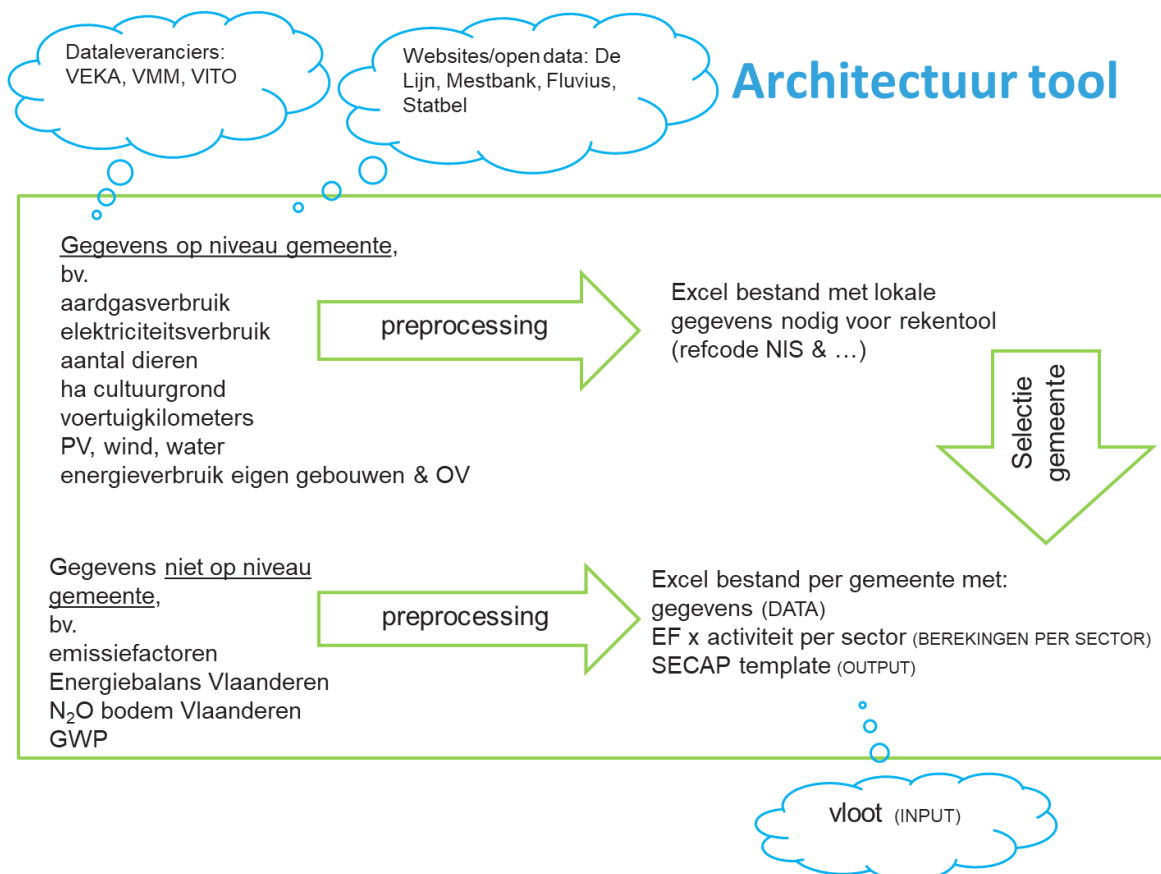 Dataleveranciers:
VEKA, VMM, VITO
Websites/open data: De
Lijn, Mestbank, Fluvius,
Statbel
Architectuur tool
Gegevens op niveau gemeente,
bv.
aardgasverbruik
elektriciteitsverbruik
aantal dieren
ha cultuurgrond
voertuigkilometers
PV, wind, water
energieverbruik eigen gebouwen & OV
preprocessing
Excel bestand met lokale
gegevens nodig voor rekentool
(refcode NIS & …)
Selectie
gemeente
Gegevens niet op niveau
gemeente,
bv.
emissiefactoren
Energiebalans Vlaanderen
N₂O bodem Vlaanderen
GWP
preprocessing
Excel bestand per gemeente met:
gegevens (DATA)
EF x activiteit per sector (BEREKINGEN PER SECTOR)
SECAP template (OUTPUT)
vloot (INPUT)